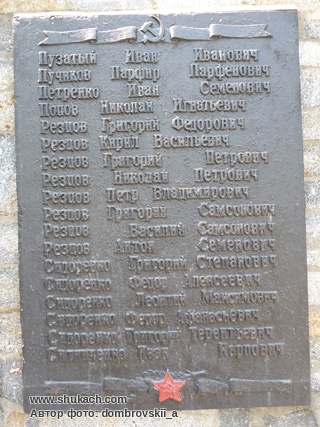 Пузатый Иван Иванович
Пучков Парфир Парфенович
Петренко Иван Семенович
Попов Николай Игнатьевич
Резцов Григорий Федорович
Резцов Кирил Васильевич
Резцов Григорий Петрович
Резцов Николай Петрович
Резцов Петр Владимирович
Резцов Григорий Самсонович
Резцов Василий Самсонович
Резцов Антон Семенович
Сидоренко Григорий Степанович
Сидоренко Федор Алексеевич
Сидоренко Леонтий Максимович
Сидоренко Федор Афанасьевич
Сидоренко Григорий Терентьевич
Иван Карпович
www.shukach.com
Автор фото: dombrovskii_a